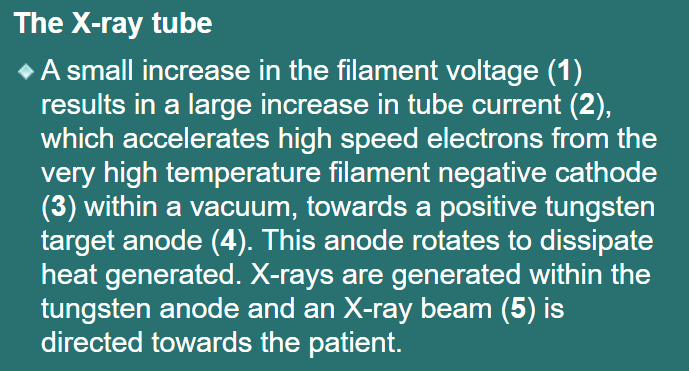 The X-ray tube
A small increase in the filament voltage (1)
results in a large increase in tube current (2),
which accelerates high speed electrons from the
very high temperature filament negative cathode
(3) within a vacuum, towards a positive tungsten
target anode (4). This anode rotates to dissipate
heat generated. X-rays are generated within the
tungsten anode and an X-ray beam (5) is
directed towards the patient.